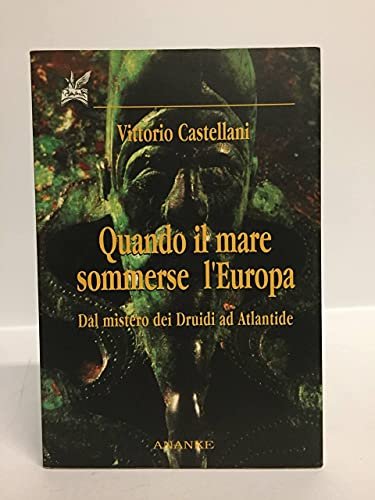 Vittorio Castellani
Quando il mare
sommerse l'Europa
Dal mistero dei Druidi ad Atlantide
ANANKE